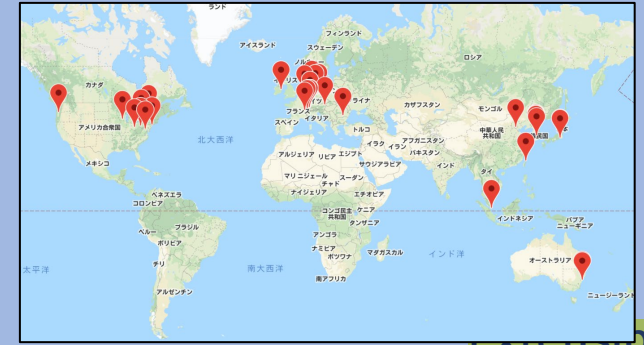 ランド
フィンランド
アイスランド
スウェーデン
ロシア
カナダ
カザフスタン
モンゴル
フランス
スペイン
イタリア
トルコ
アメリカ合衆国
北大西洋
中華人民
共和国
アフガニスタン
イラク
イラン
パキスタン
アルジェリア
リビア
エジプト
サウジアラビア
インド
メキシコ
タイ
マリ
ニジェール
スーダン
チャド
ナイジェリア
エチオピア
ベネズエラ
コロンビア
コンゴ民主
共和国
ケニア
タンザニア
インドネシア
パプア
ニューギニア
ペルー
ブラジル
ボリビア
アンゴラ
ナミビア
ボツワナ
マダガスカル
インド洋
オーストラリア
太平洋
チリ
南大西洋
南アフリカ
アルゼンチン
ニュージーランド